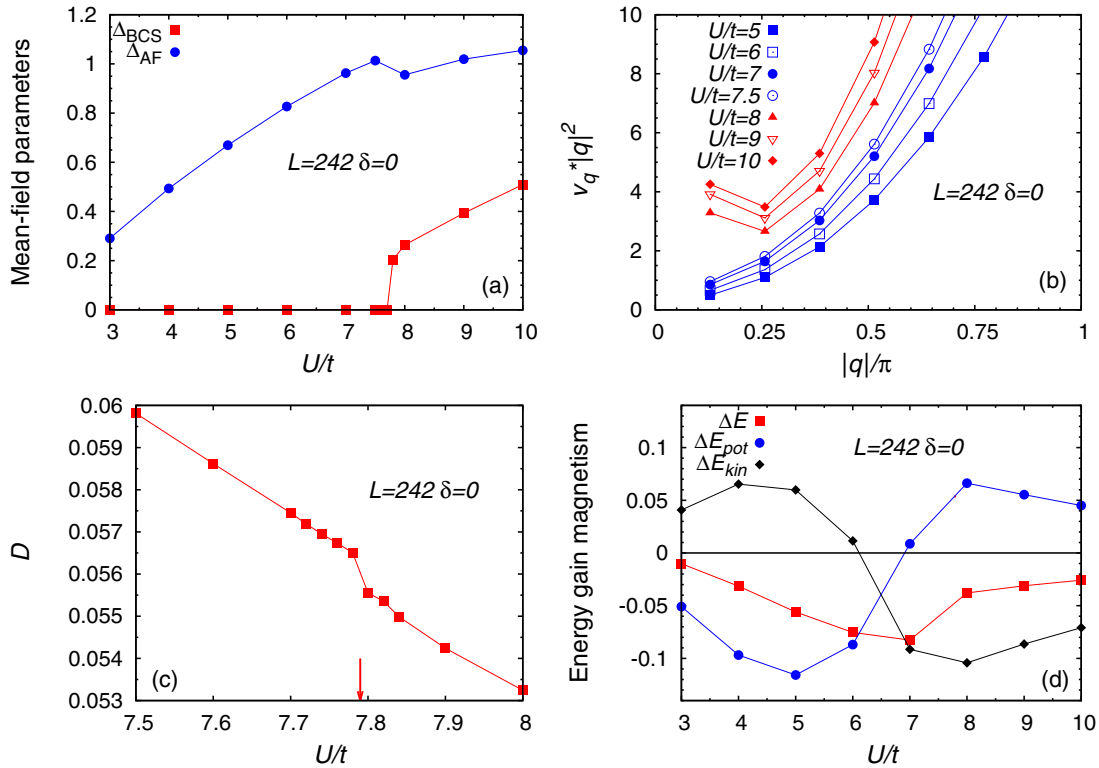 Δ_BCS
Δ_AF
Mean-field parameters
1.2
1
0.8
0.6
0.4
0.2
0
L=242 δ=0
(a)
3 4 5 6 7 8 9 10
U/t
v_q*|q|^2
10
8
6
4
2
0
U/t=5
U/t=6
U/t=7
U/t=7.5
U/t=8
U/t=9
U/t=10
L=242 δ=0
(b)
0 0.25 0.5 0.75 1
|q|/π
D
0.06
0.059
0.058
0.057
0.056
0.055
0.054
0.053
L=242 δ=0
(c)
7.5 7.6 7.7 7.8 7.9 8
U/t
Energy gain magnetism
0.1
0.05
0
-0.05
-0.1
ΔE
ΔE_pot
ΔE_kin
L=242 δ=0
(d)
3 4 5 6 7 8 9 10
U/t